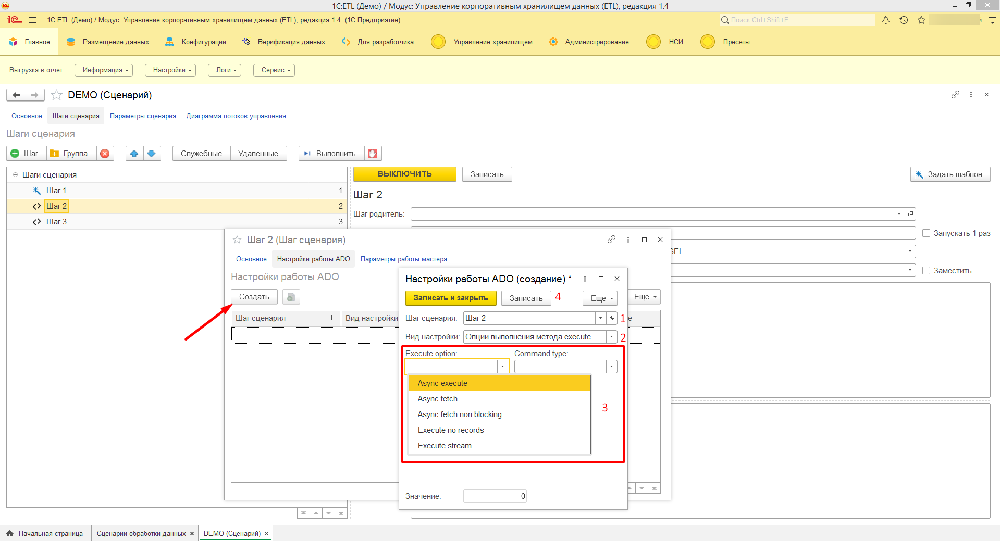 1С:ETL (Демо) / Модус: Управление корпоративным хранилищем данных (ETL), редакция 1.4
1С:ETL (Демо) / Модус: Управление корпоративным хранилищем данных (ETL), редакция 1.4 (1С:Предприятие)
Поиск Ctrl+Shift+F
Главное
Размещение данных
Конфигурации
Верификация данных
Для разработчика
Управление хранилищем
Администрирование
НСИ
Пресеты
Выгрузка в отчет
Информация
Настройки
Логи
Сервис
DEMO (Сценарий)
Основное
Шаги сценария
Параметры сценария
Диаграмма потоков управления
Шаги сценария
Шаг
Группа
Служебные
Удаленные
Выполнить
Шаги сценария
Шаг 1 1
Шаг 2 2
Шаг 3 3
ВЫКЛЮЧИТЬ
Записать
Задать шаблон
Шаг 2
Шаг родитель:
Запускать 1 раз
SEL
Заместить
Шаг 2 (Шаг сценария)
Основное
Настройки работы ADO
Параметры работы мастера
Настройки работы ADO
Создать
Еще
Шаг сценария
Вид настройки
е
Настройки работы ADO (создание) *
Записать и закрыть
Записать
4
Еще
Шаг сценария: Шаг 2
1
Вид настройки: Опции выполнения метода execute
2
Execute option:
Command type:
Async execute
Async fetch
Async fetch non blocking
Execute no records
Execute stream
3
Значение: 0
Начальная страница
Сценарии обработки данных
DEMO (Сценарий)